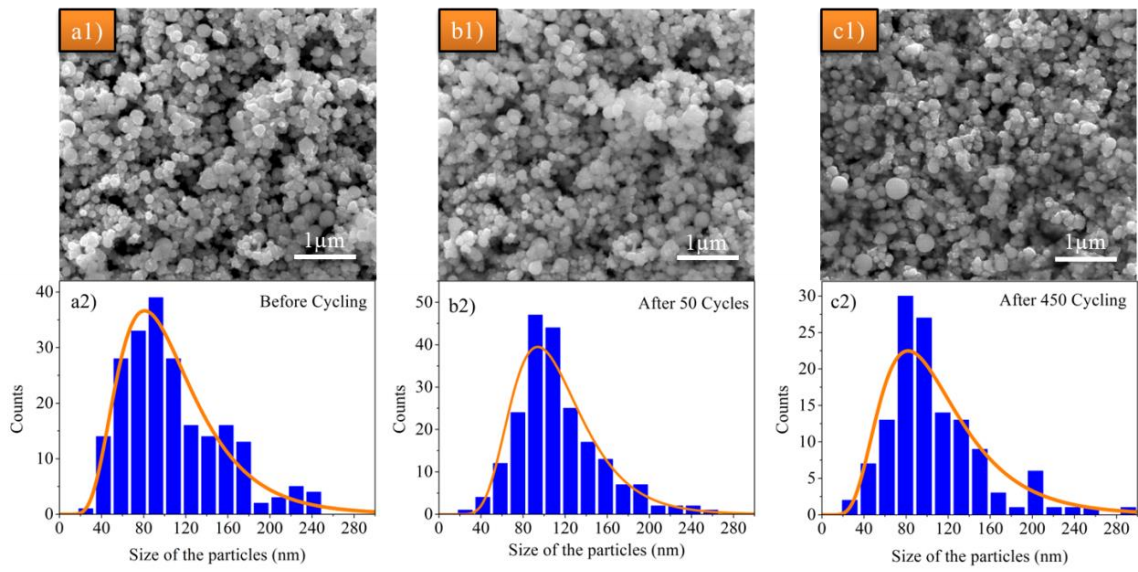 a1)
1µm
b1)
1µm
c1)
1µm
a2)
Before Cycling
40
30
20
10
0
Counts
0 40 80 120 160 200 240 280
Size of the particles (nm)
b2)
After 50 Cycles
50
40
30
20
10
0
Counts
0 40 80 120 160 200 240 280
Size of the particles (nm)
c2)
After 450 Cycling
30
25
20
15
10
5
0
Counts
0 40 80 120 160 200 240 280
Size of the particles (nm)